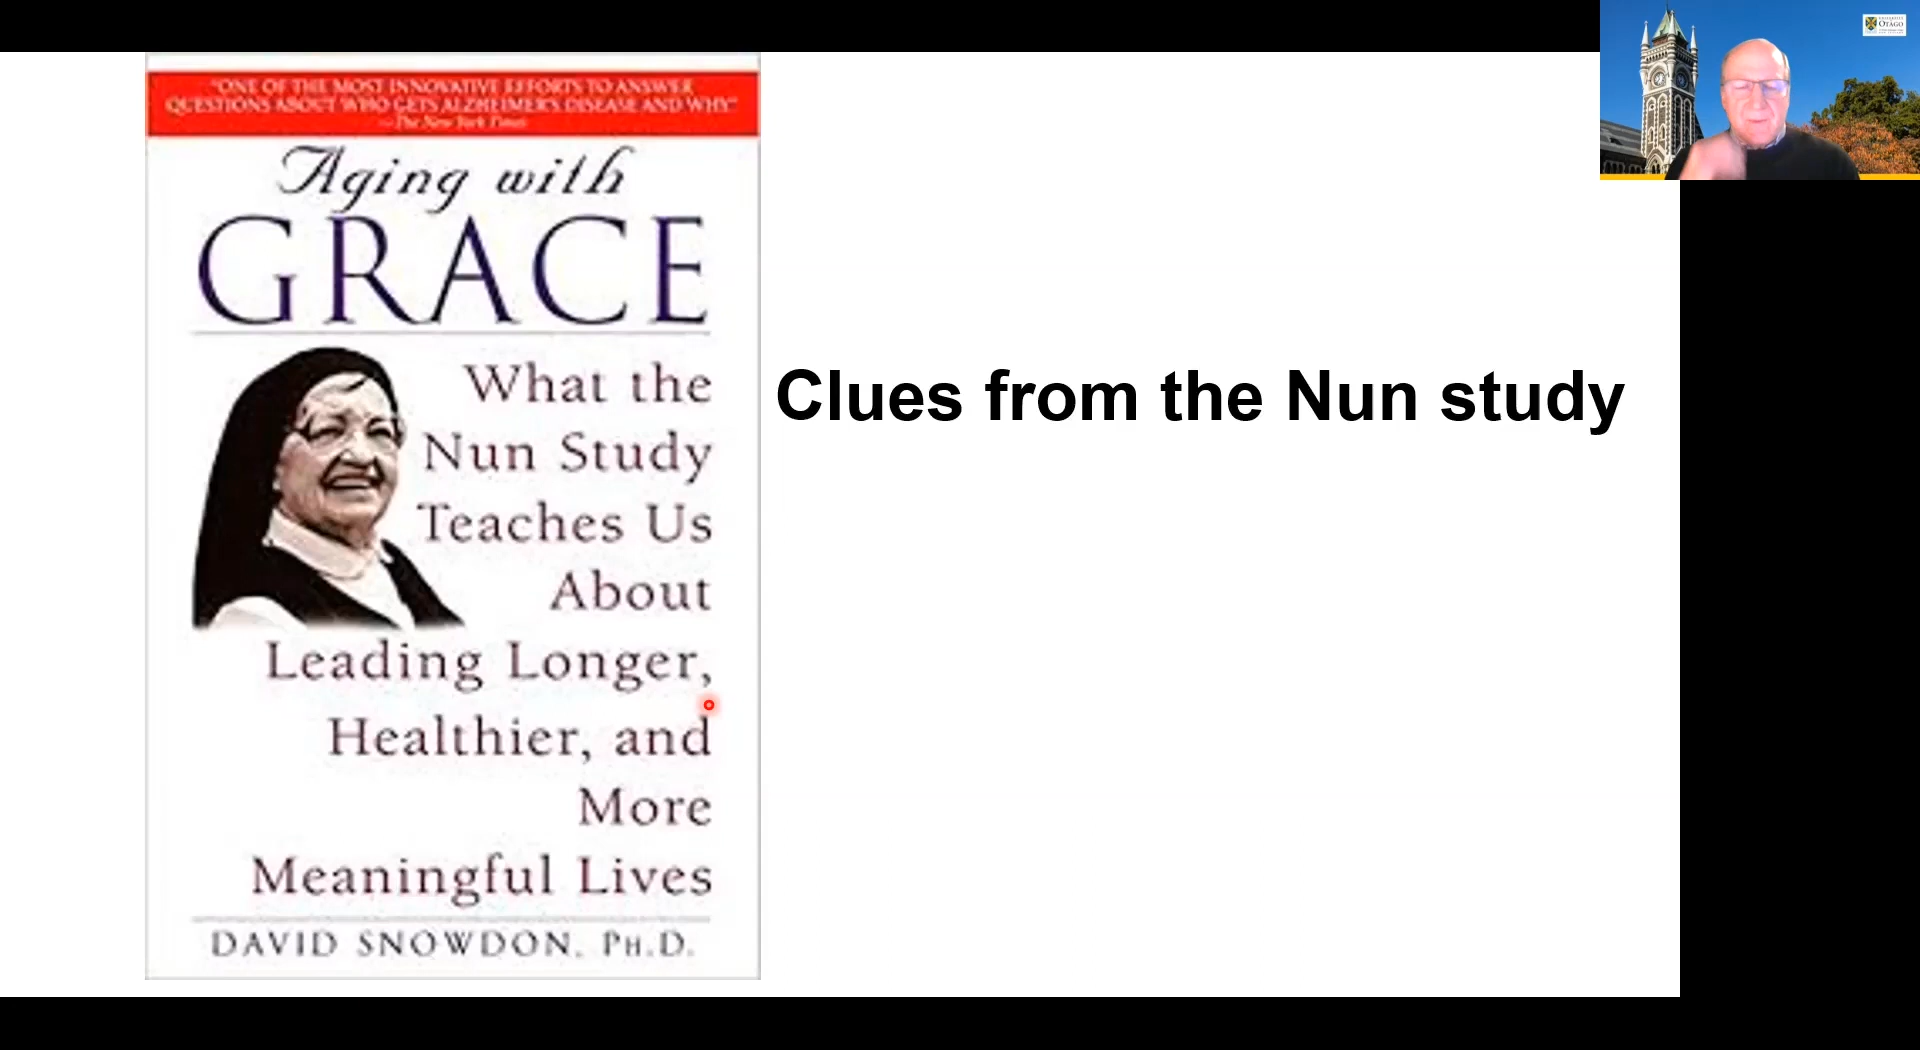 "ONE OF THE MOST INNOVATIVE EFFORTS TO ANSWER
QUESTIONS ABOUT WHO GETS ALZHEIMER'S DISEASE AND WHY."
—The New York Times
Aging with
GRACE
What the
Nun Study
Teaches Us
About
Leading Longer,
Healthier, and
More
Meaningful Lives
DAVID SNOWDON, PH.D.
Clues from the Nun study
OTAGO